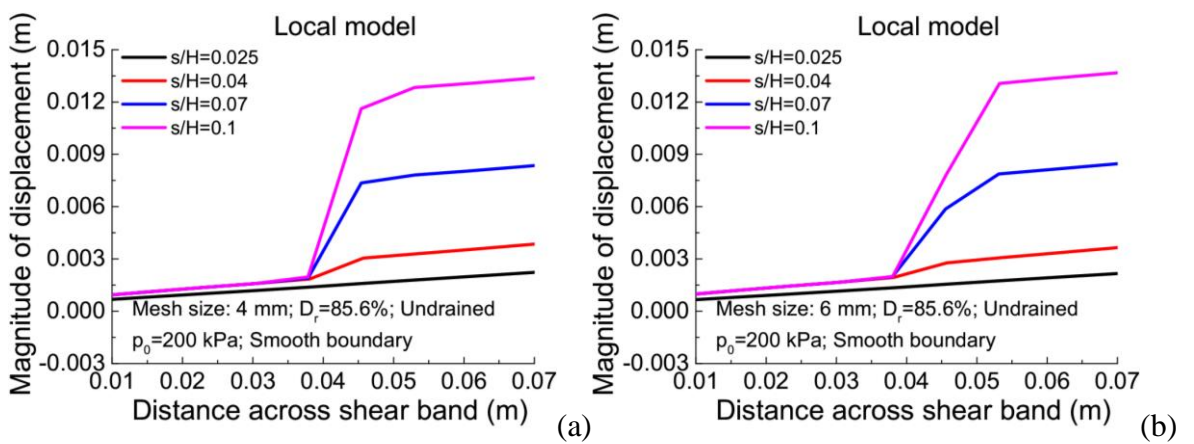 Local model
Magnitude of displacement (m)
0.015
0.012
0.009
0.006
0.003
0.000
-0.003
s/H=0.025
s/H=0.04
s/H=0.07
s/H=0.1
Mesh size: 4 mm; Dr=85.6%; Undrained
p0=200 kPa; Smooth boundary
0.01 0.02 0.03 0.04 0.05 0.06 0.07
Distance across shear band (m)
(a)
Local model
Magnitude of displacement (m)
0.015
0.012
0.009
0.006
0.003
0.000
-0.003
s/H=0.025
s/H=0.04
s/H=0.07
s/H=0.1
Mesh size: 6 mm; Dr=85.6%; Undrained
p0=200 kPa; Smooth boundary
0.01 0.02 0.03 0.04 0.05 0.06 0.07
Distance across shear band (m)
(b)